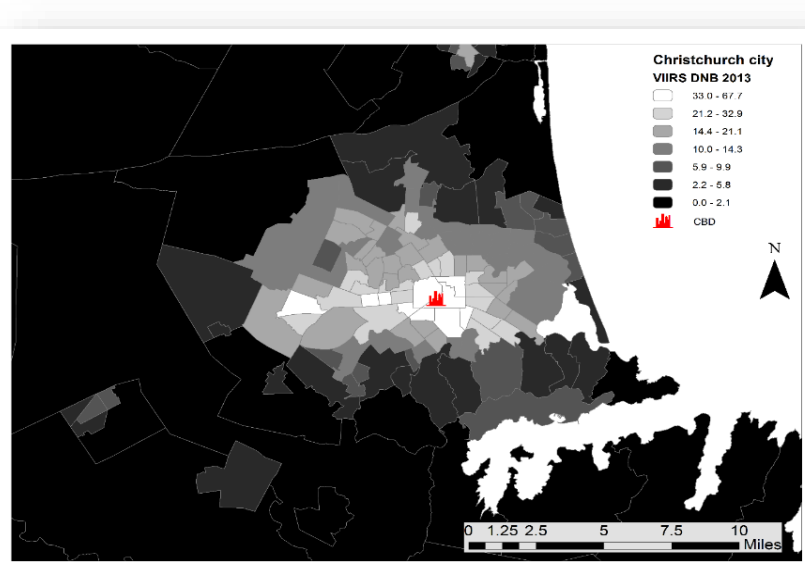 Christchurch city
VIIRS DNB 2013
33.0 - 67.7
21.2 - 32.9
14.4 - 21.1
10.0 - 14.3
5.9 - 9.9
2.2 - 5.8
0.0 - 2.1
CBD
N
0 1.25 2.5 5 7.5 10
Miles